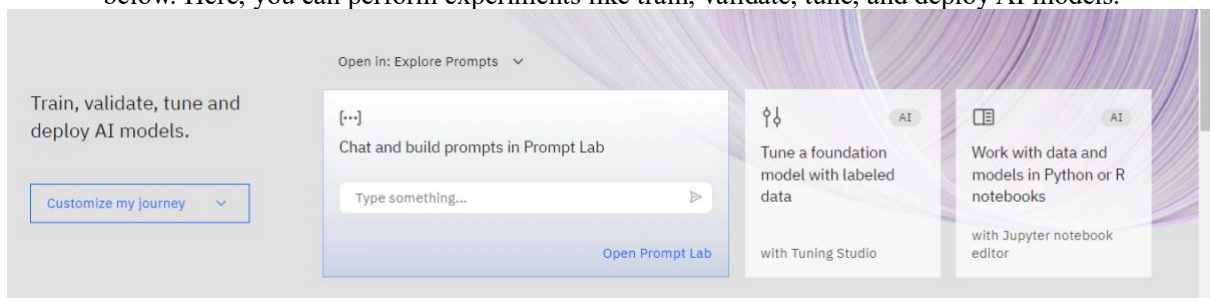 below. Here, you can perform experiments like train, validate, tune, and deploy AI models.
Open in: Explore Prompts
Train, validate, tune and
deploy AI models.
Customize my journey
[...]
Chat and build prompts in Prompt Lab
Type something...
Open Prompt Lab
AI
Tune a foundation
model with labeled
data
with Tuning Studio
AI
Work with data and
models in Python or R
notebooks
with Jupyter notebook
editor